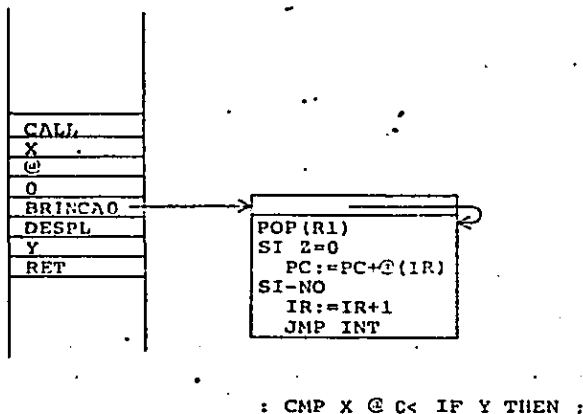 CALL
X
@
0
BRINCA0
DESPL
Y
RET
POP(R1)
SI Z=0
PC:=PC+@(IR)
SI-NO
IR:=IR+1
JMP INT
: CMP X @ 0< IF Y THEN ;